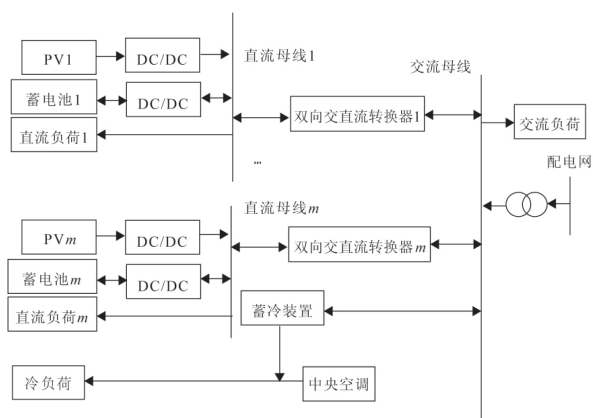 PV1
DC/DC
直流母线1
交流母线
蓄电池1
DC/DC
双向交直流转换器1
交流负荷
直流负荷1
...
配电网
直流母线m
PVm
DC/DC
双向交直流转换器m
蓄电池m
DC/DC
直流负荷m
蓄冷装置
冷负荷
中央空调